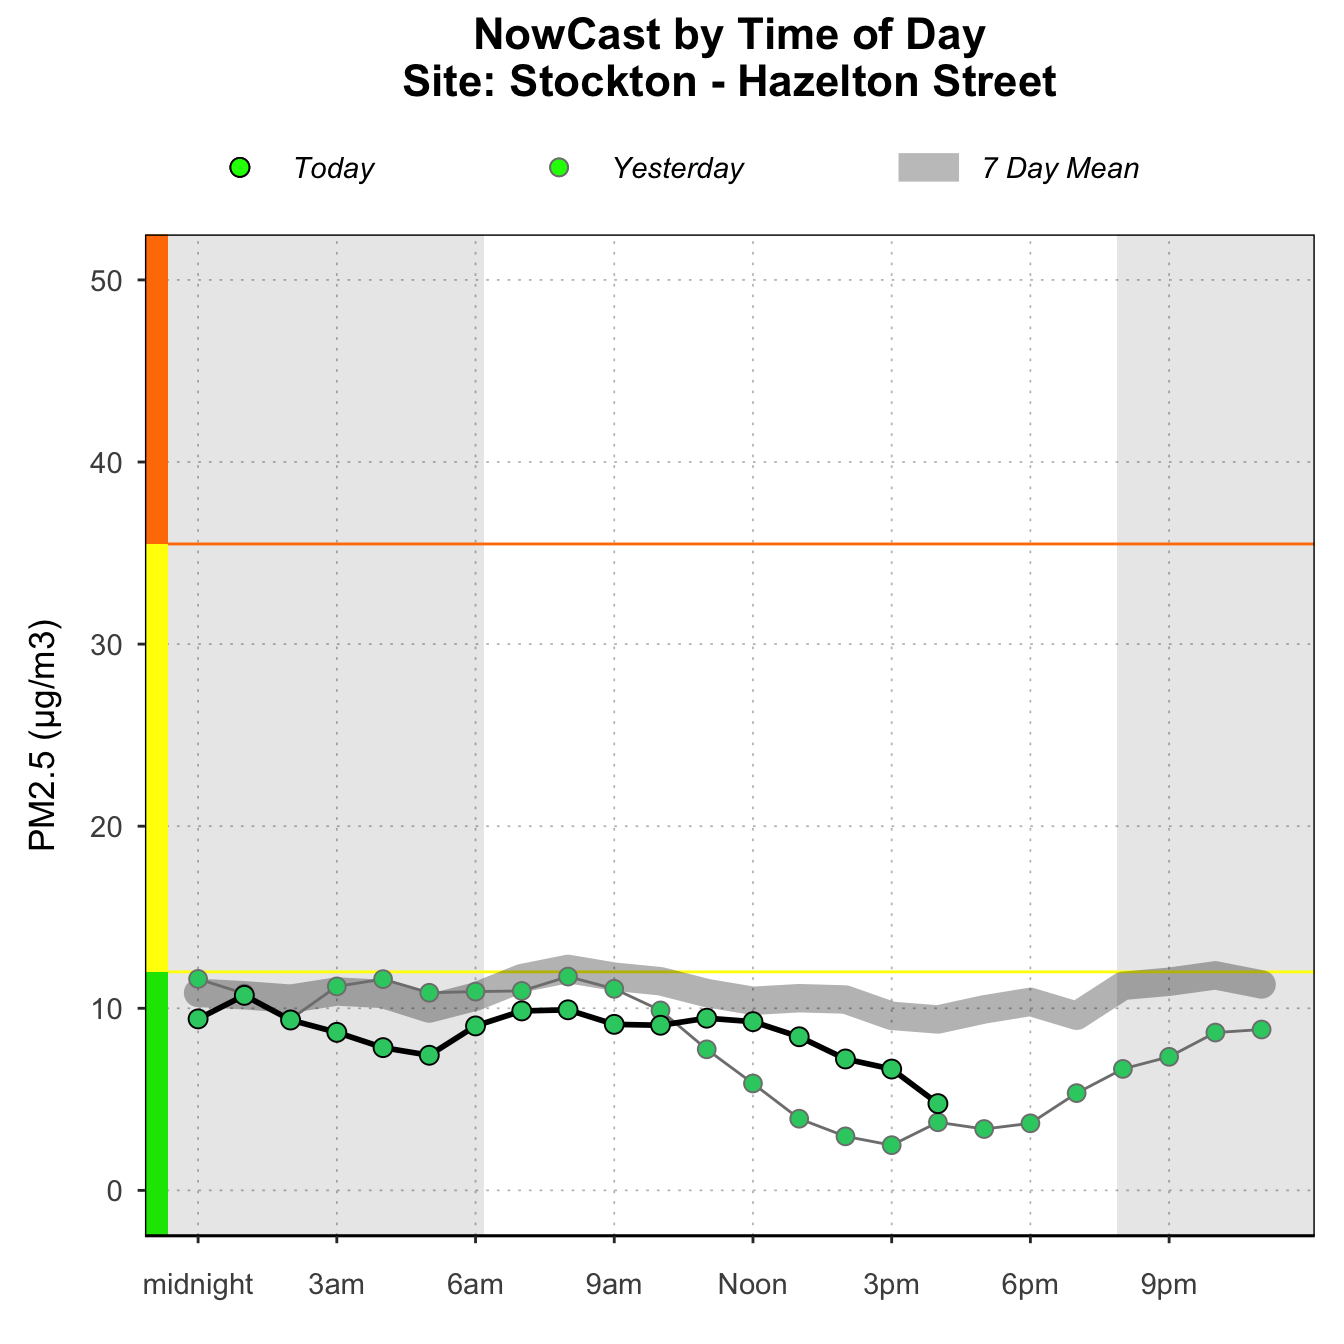 NowCast by Time of Day
Site: Stockton - Hazelton Street
Today
Yesterday
7 Day Mean
PM2.5 (µg/m3)
50
40
30
20
10
0
midnight
3am
6am
9am
Noon
3pm
6pm
9pm